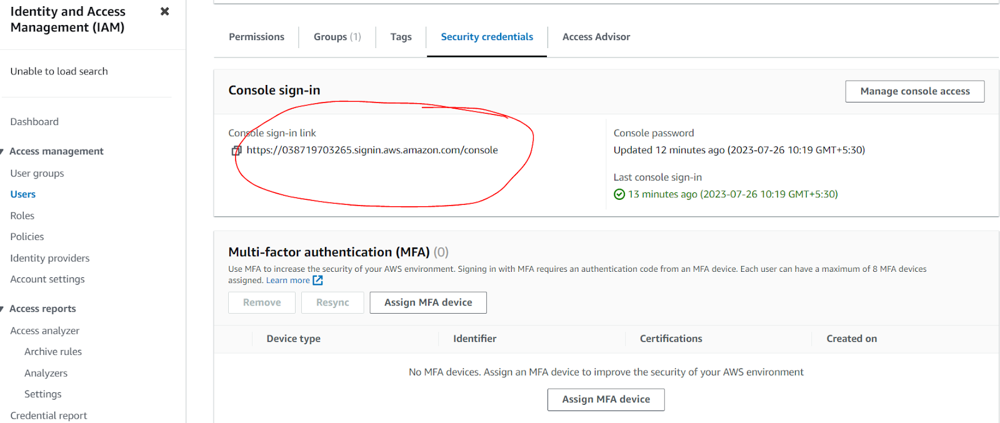 Identity and Access
Management (IAM)
Unable to load search
Dashboard
Access management
User groups
Users
Roles
Policies
Identity providers
Account settings
Access reports
Access analyzer
Archive rules
Analyzers
Settings
Credential report
Permissions
Groups (1)
Tags
Security credentials
Access Advisor
Console sign-in
Manage console access
Console sign-in link
https://038719703265.signin.aws.amazon.com/console
Console password
Updated 12 minutes ago (2023-07-26 10:19 GMT+5:30)
Last console sign-in
13 minutes ago (2023-07-26 10:19 GMT+5:30)
Multi-factor authentication (MFA) (0)
Use MFA to increase the security of your AWS environment. Signing in with MFA requires an authentication code from an MFA device. Each user can have a maximum of 8 MFA devices
assigned. Learn more
Remove
Resync
Assign MFA device
Device type
Identifier
Certifications
Created on
No MFA devices. Assign an MFA device to improve the security of your AWS environment
Assign MFA device